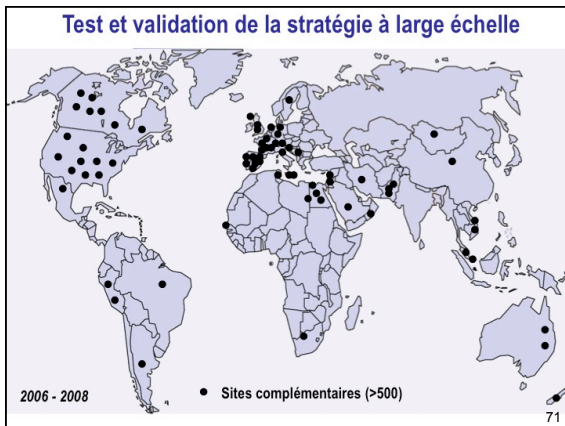 Test et validation de la stratégie à large échelle
2006 - 2008
Sites complémentaires (>500)
71